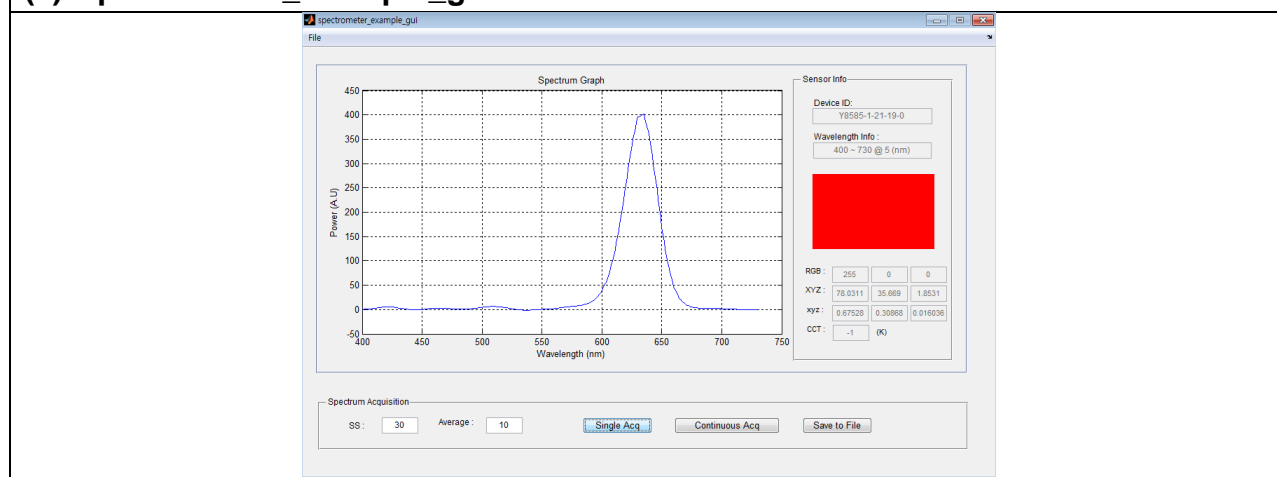 spectrometer_example_gui
File
Spectrum Graph
450
400
350
300
250
200
150
100
50
0
-50
Power (A.U)
400 450 500 550 600 650 700 750
Wavelength (nm)
Sensor Info
Device ID:
Y8585-1-21-19-0
Wavelength Info :
400 ~ 730 @ 5 (nm)
RGB : 255 0 0
XYZ : 78.0311 35.669 1.8531
xyz : 0.67528 0.30868 0.016036
CCT : -1 (K)
Spectrum Acquisition
SS : 30 Average : 10 Single Acq Continuous Acq Save to File